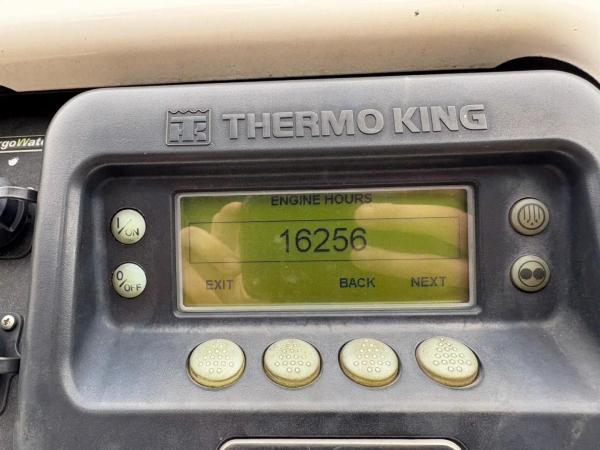 THERMO KING
ENGINE HOURS
16256
EXIT BACK NEXT
I/ON
O/OFF